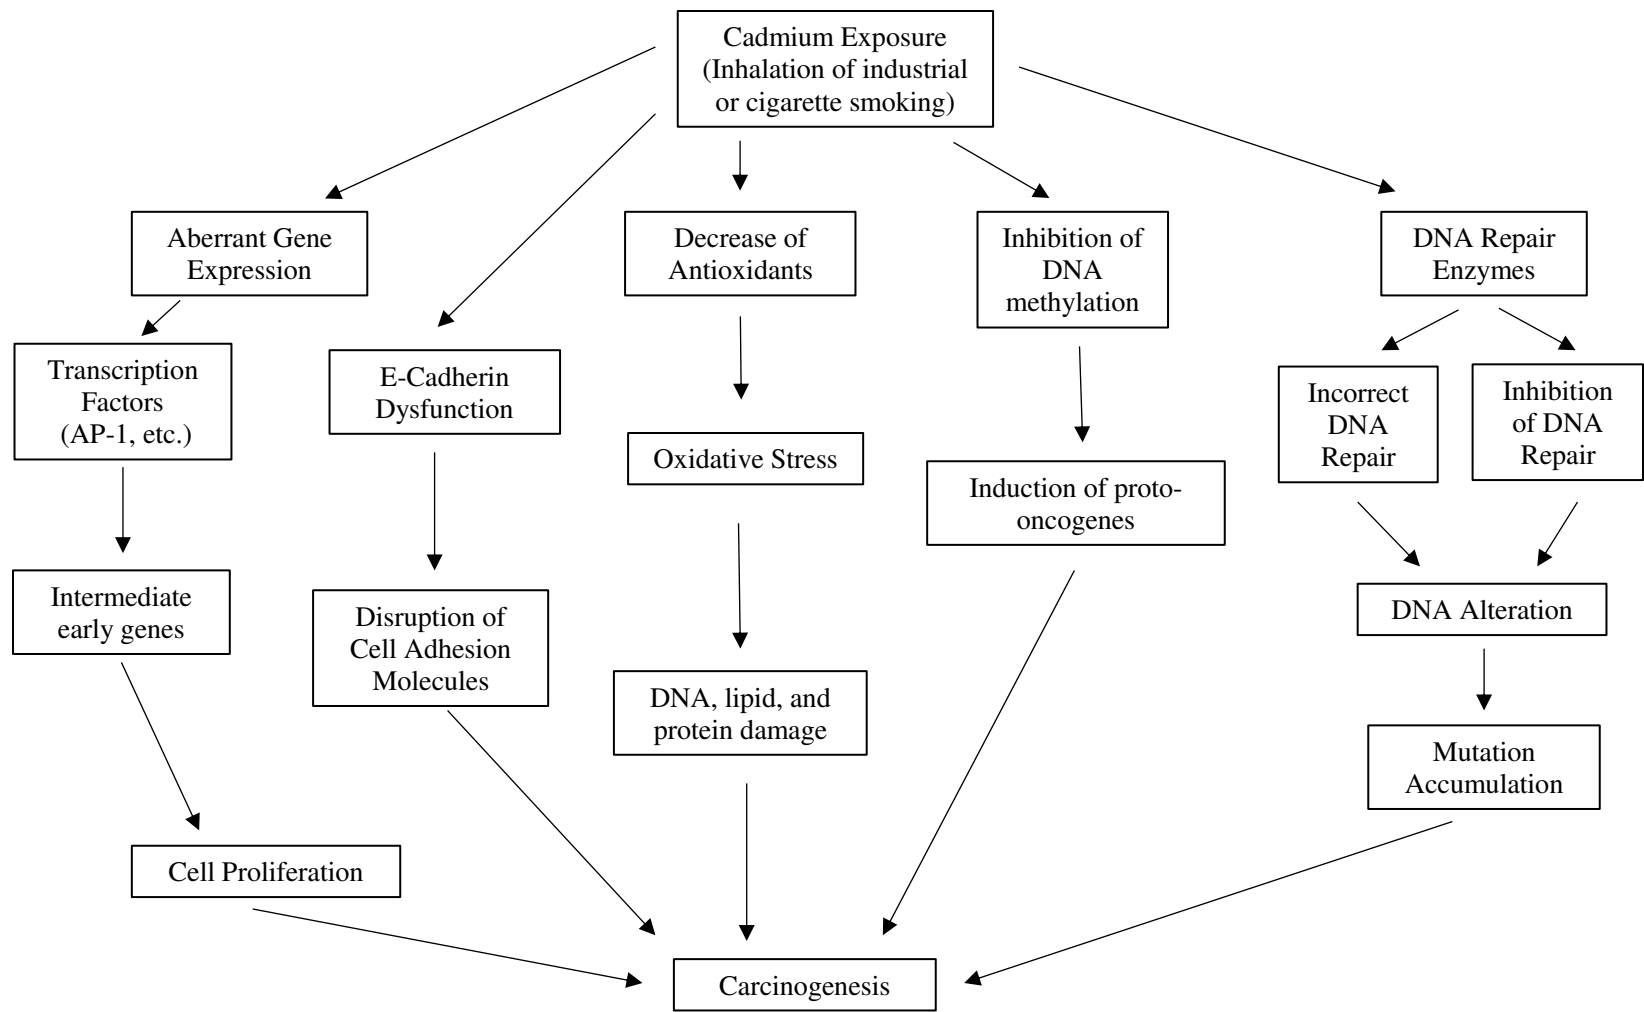 Cadmium Exposure
(Inhalation of industrial
or cigarette smoking)
Aberrant Gene
Expression
Decrease of
Antioxidants
Inhibition of
DNA
methylation
DNA Repair
Enzymes
Transcription
Factors
(AP-1, etc.)
E-Cadherin
Dysfunction
Oxidative Stress
Induction of proto-
oncogenes
Incorrect
DNA
Repair
Inhibition
of DNA
Repair
Intermediate
early genes
Disruption of
Cell Adhesion
Molecules
DNA, lipid, and
protein damage
DNA Alteration
Mutation
Accumulation
Cell Proliferation
Carcinogenesis